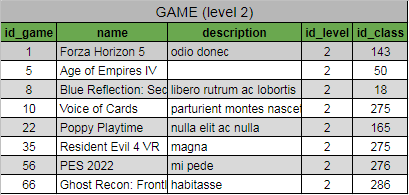 GAME (level 2)
id_game name description id_level id_class
1 Forza Horizon 5 odio donec 2 143
5 Age of Empires IV 2 50
8 Blue Reflection: Sec libero rutrum ac lobortis 2 18
10 Voice of Cards parturient montes nascet 2 275
22 Poppy Playtime nulla elit ac nulla 2 165
35 Resident Evil 4 VR magna 2 275
56 PES 2022 mi pede 2 276
66 Ghost Recon: Frontl habitasse 2 286